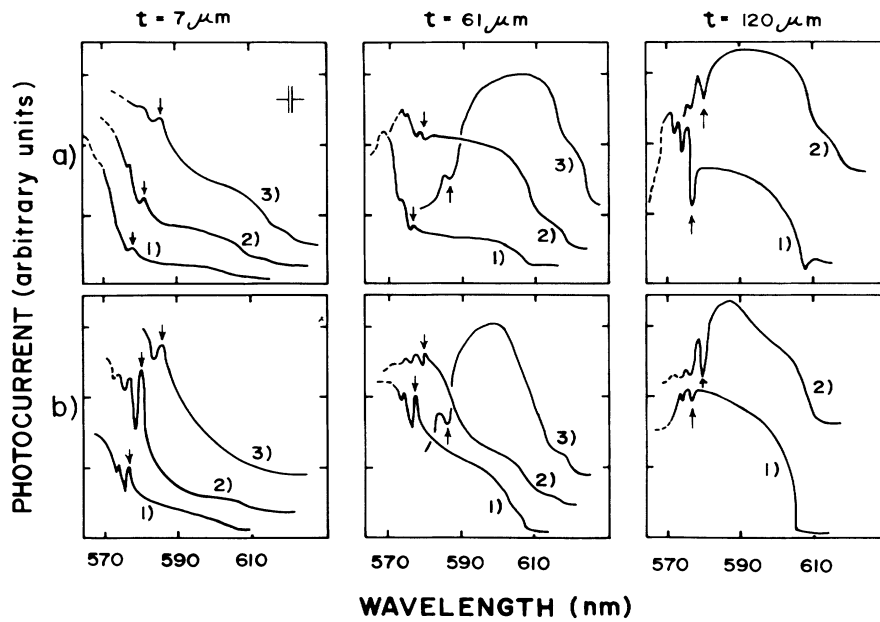 t = 7 μm
t = 61 μm
t = 120 μm
PHOTOCURRENT (arbitrary units)
a)
3)
2)
1)
3)
2)
1)
2)
1)
b)
3)
2)
1)
3)
2)
1)
2)
1)
570 590 610
570 590 610
570 590 610
WAVELENGTH (nm)